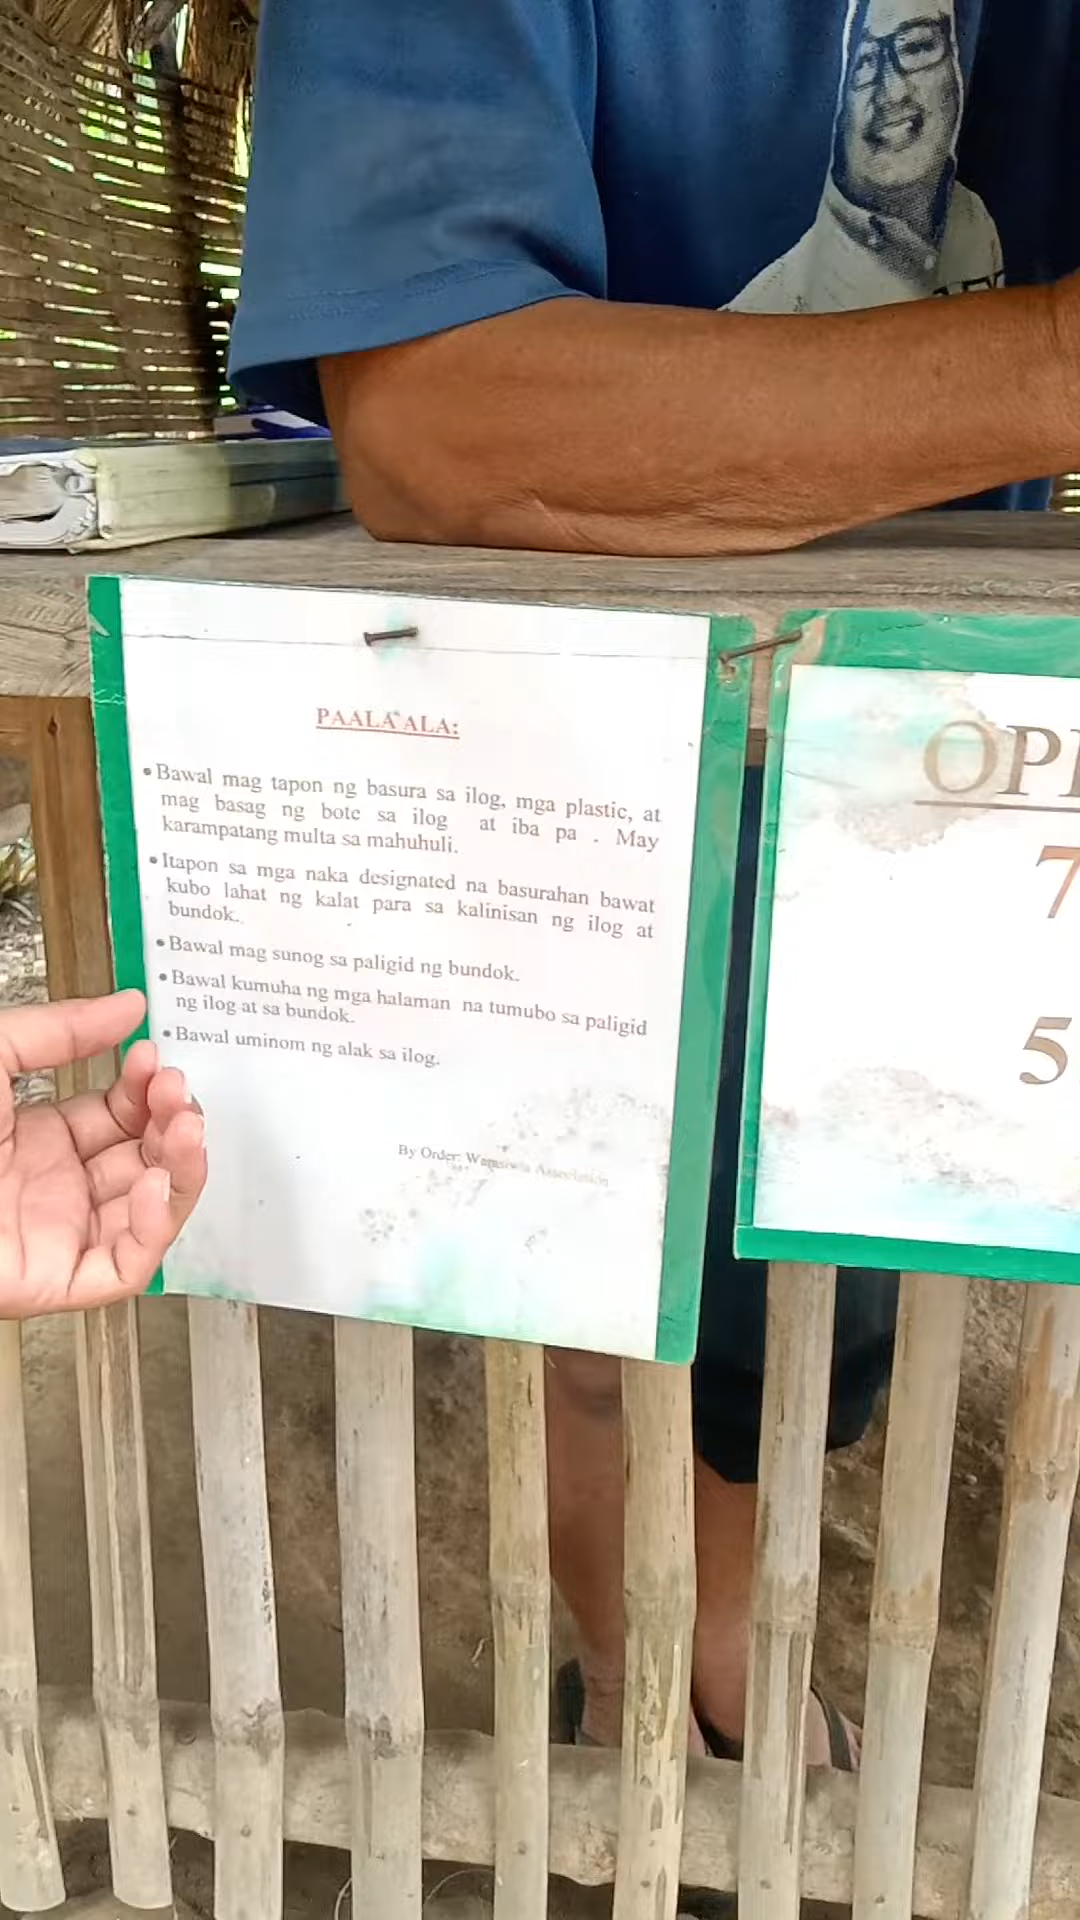 PAALA'ALA:
• Bawal mag tapon ng basura sa ilog, mga plastic, at
mag basag ng bote sa ilog at iba pa . May
karampatang multa sa mahuhuli.
• Itapon sa mga naka designated na basurahan bawat
kubo lahat ng kalat para sa kalinisan ng ilog at
bundok.
• Bawal mag sunog sa paligid ng bundok.
• Bawal kumuha ng mga halaman na tumubo sa paligid
ng ilog at sa bundok.
• Bawal uminom ng alak sa ilog.
By Order: Association
OP
7
5